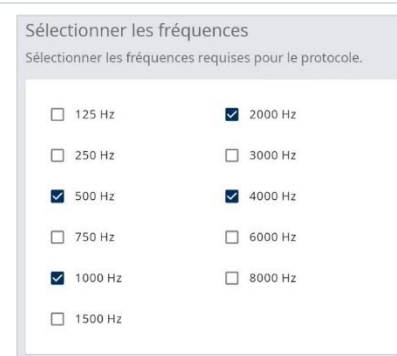 Sélectionner les fréquences
Sélectionner les fréquences requises pour le protocole.
125 Hz
2000 Hz
250 Hz
3000 Hz
500 Hz
4000 Hz
750 Hz
6000 Hz
1000 Hz
8000 Hz
1500 Hz